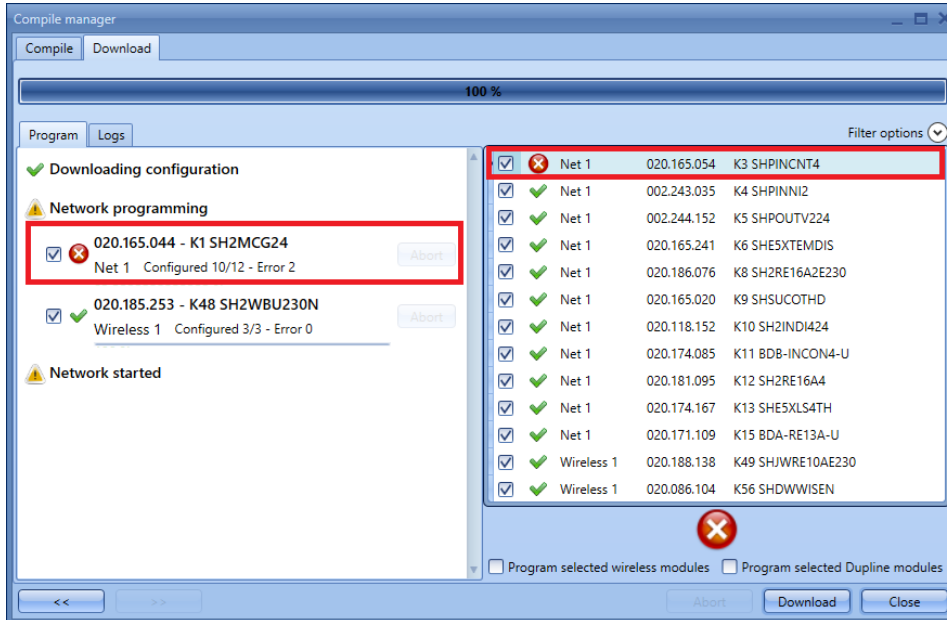 Compile manager
Compile Download
100 %
Program Logs
Filter options
Downloading configuration
Network programming
020.165.044 - K1 SH2MCG24
Net 1 Configured 10/12 - Error 2
Abort
020.185.253 - K48 SH2WBU230N
Wireless 1 Configured 3/3 - Error 0
Abort
Network started
Net 1 020.165.054 K3 SHPINCNT4
Net 1 002.243.035 K4 SHPINNI2
Net 1 002.244.152 K5 SHPOUTV224
Net 1 020.165.241 K6 SHE5XTEMDIS
Net 1 020.186.076 K8 SH2RE16A2E230
Net 1 020.165.020 K9 SHSUCOTHD
Net 1 020.118.152 K10 SH2INDI424
Net 1 020.174.085 K11 BDB-INCON4-U
Net 1 020.181.095 K12 SH2RE16A4
Net 1 020.174.167 K13 SHE5XLS4TH
Net 1 020.171.109 K15 BDA-RE13A-U
Wireless 1 020.188.138 K49 SHJWRE10AE230
Wireless 1 020.086.104 K56 SHDWWISEN
Program selected wireless modules Program selected Dupline modules
<< >> Abort Download Close